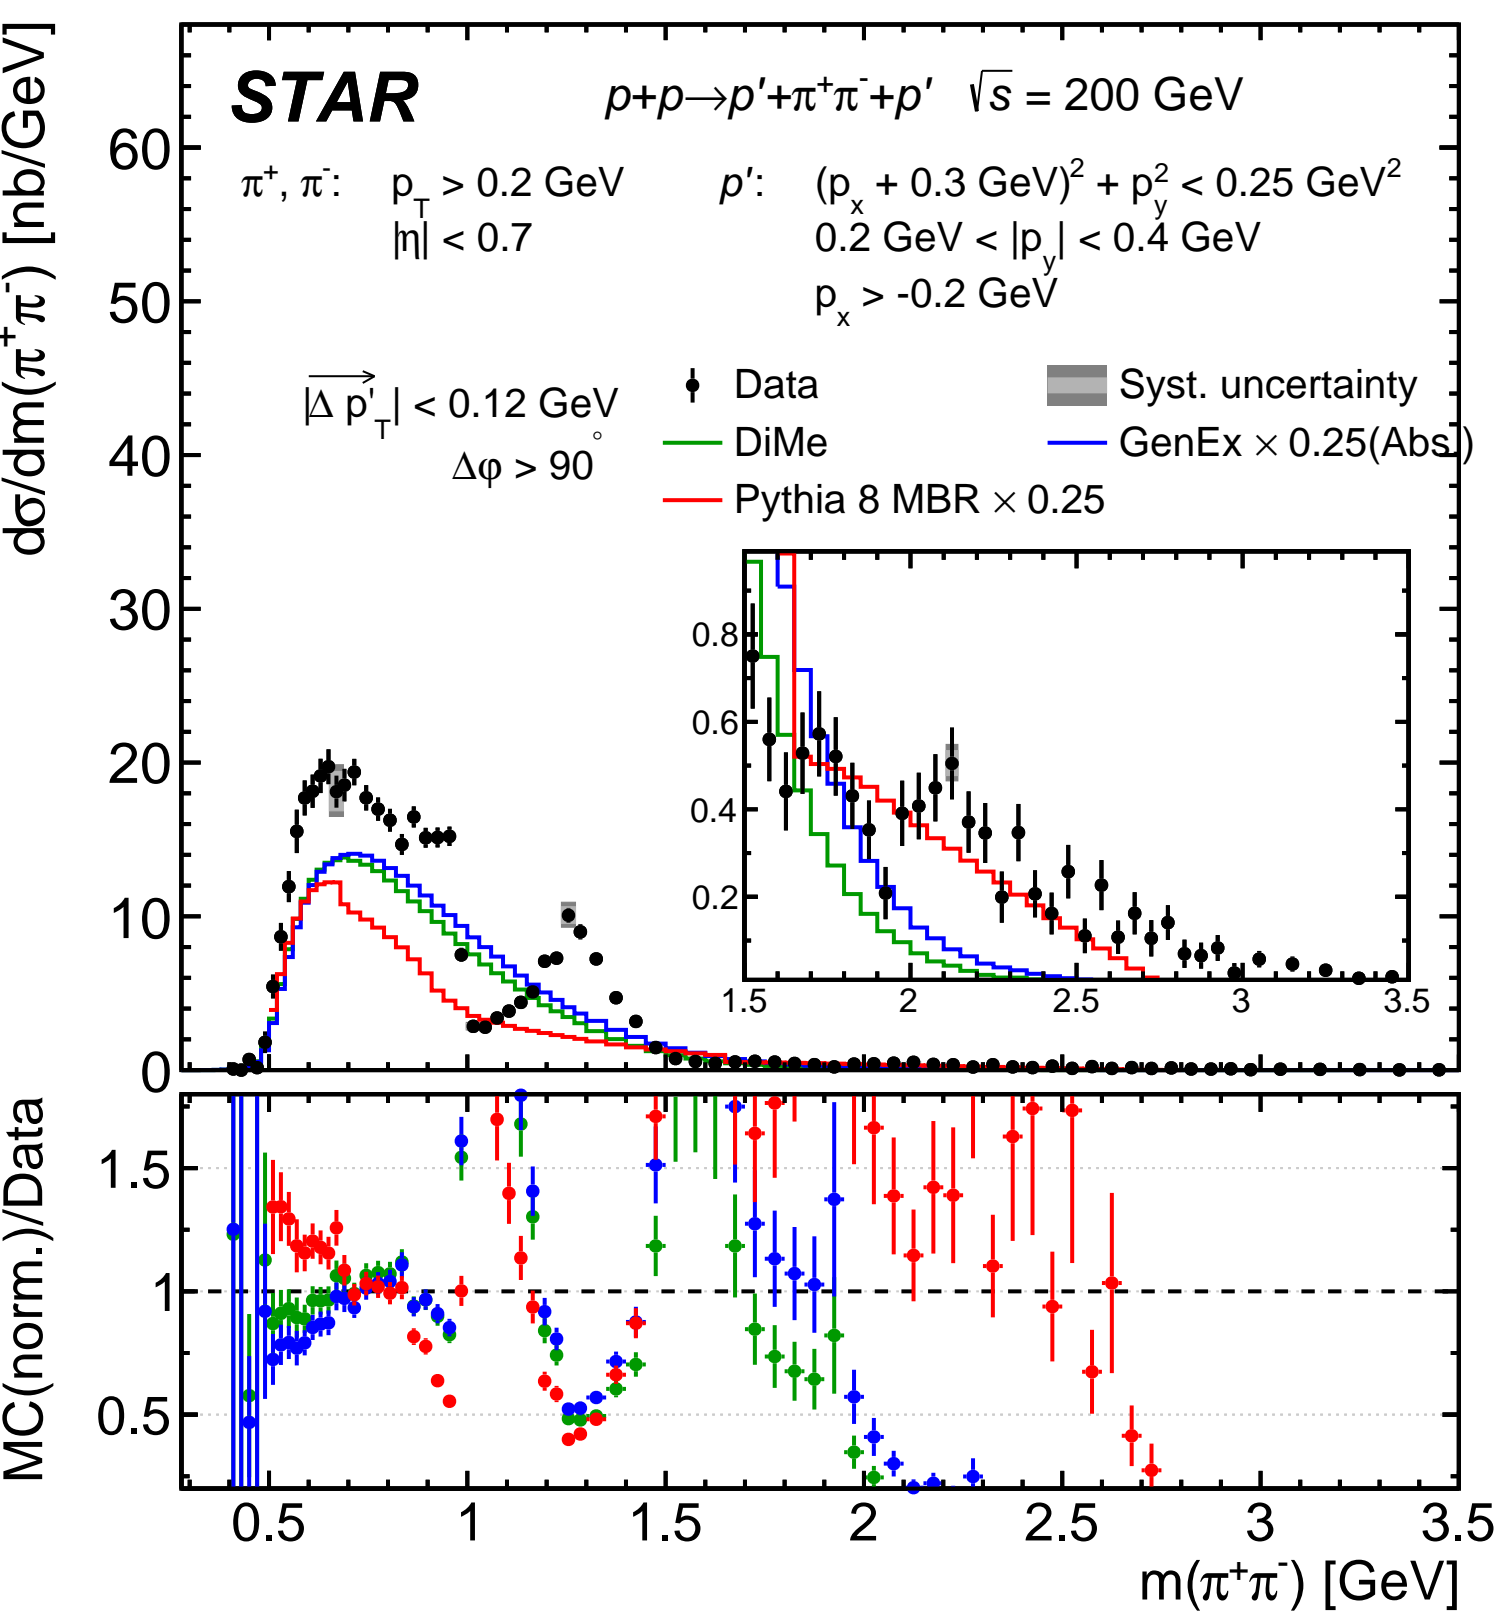 STAR p+p→p′+π⁺π⁻+p′ √s = 200 GeV
π⁺, π⁻: p_T > 0.2 GeV p′: (p_x + 0.3 GeV)² + p_y² < 0.25 GeV²
|η| < 0.7 0.2 GeV < |p_y| < 0.4 GeV
p_x > -0.2 GeV
|Δ p'_T| < 0.12 GeV
Δφ > 90°
Data Syst. uncertainty
DiMe GenEx × 0.25(Abs.)
Pythia 8 MBR × 0.25
dσ/dm(π⁺π⁻) [nb/GeV]
60
50
40
30
20
10
0
0.8
0.6
0.4
0.2
1.5 2 2.5 3 3.5
MC(norm.)/Data
1.5
1
0.5
0.5 1 1.5 2 2.5 3 3.5
m(π⁺π⁻) [GeV]